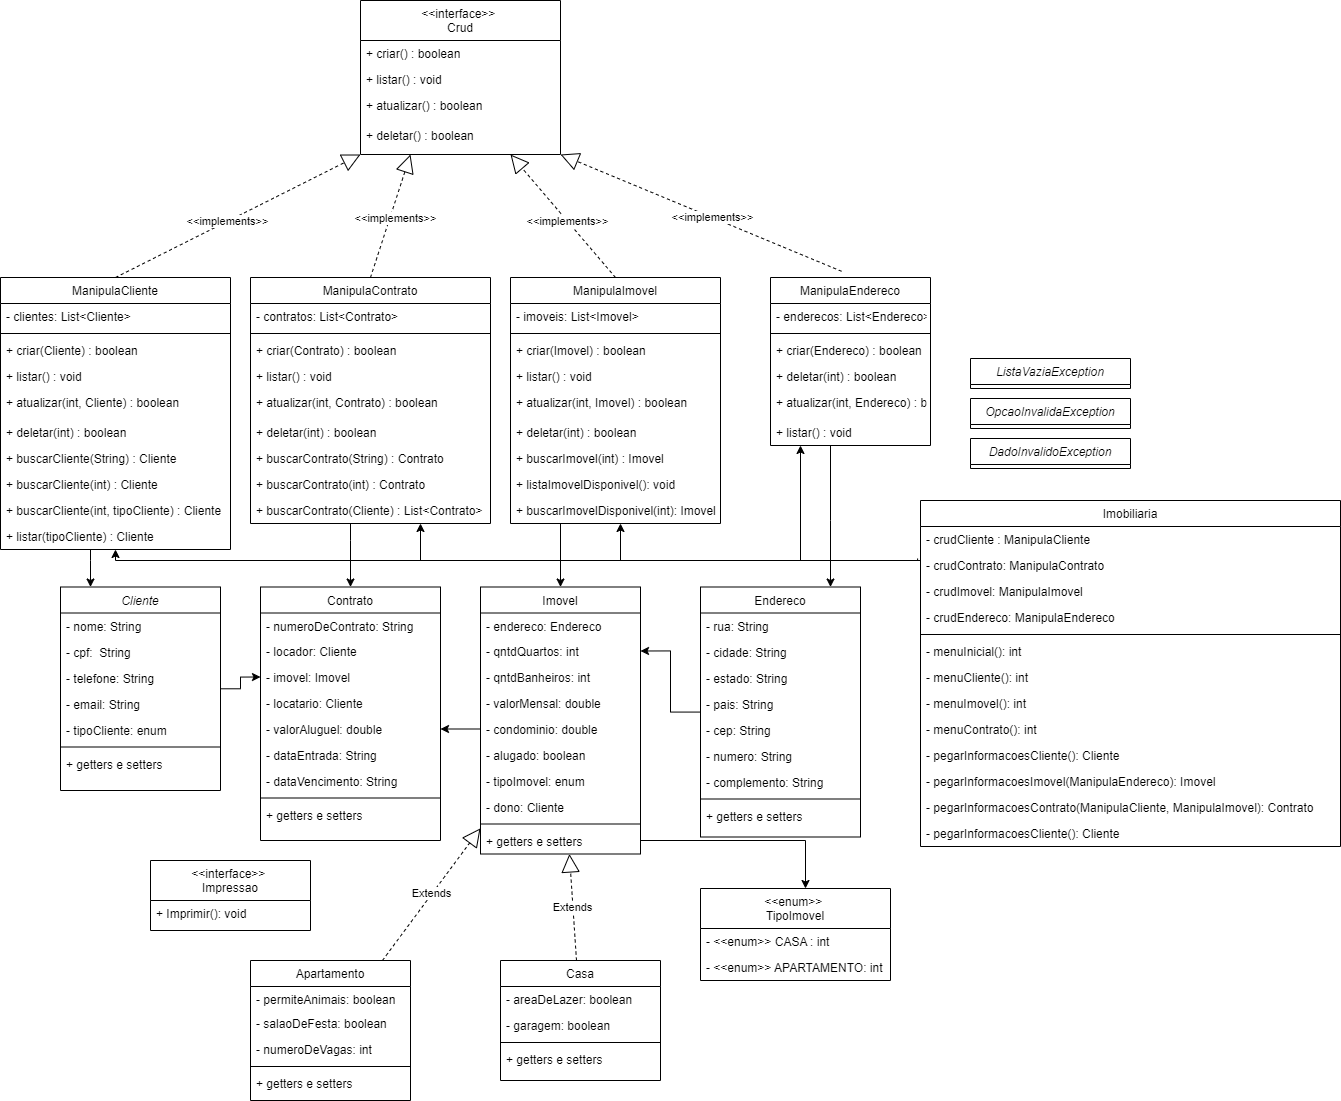 <<interface>>
Crud
+ criar() : boolean
+ listar() : void
+ atualizar() : boolean
+ deletar() : boolean
<<implements>>
<<implements>>
<<implements>>
<<implements>>
ManipulaCliente
- clientes: List<Cliente>
+ criar(Cliente) : boolean
+ listar() : void
+ atualizar(int, Cliente) : boolean
+ deletar(int) : boolean
+ buscarCliente(String) : Cliente
+ buscarCliente(int) : Cliente
+ buscarCliente(int, tipoCliente) : Cliente
+ listar(tipoCliente) : Cliente
ManipulaContrato
- contratos: List<Contrato>
+ criar(Contrato) : boolean
+ listar() : void
+ atualizar(int, Contrato) : boolean
+ deletar(int) : boolean
+ buscarContrato(String) : Contrato
+ buscarContrato(int) : Contrato
+ buscarContrato(Cliente) : List<Contrato>
ManipulaImovel
- imoveis: List<Imovel>
+ criar(Imovel) : boolean
+ listar() : void
+ atualizar(int, Imovel) : boolean
+ deletar(int) : boolean
+ buscarImovel(int) : Imovel
+ listaImovelDisponivel(): void
+ buscarImovelDisponivel(int): Imovel
ManipulaEndereco
- enderecos: List<Endereco>
+ criar(Endereco) : boolean
+ deletar(int) : boolean
+ atualizar(int, Endereco) : b
+ listar() : void
ListaVaziaException
OpcaoInvalidaException
DadoInvalidoException
Imobiliaria
- crudCliente : ManipulaCliente
- crudContrato: ManipulaContrato
- crudImovel: ManipulaImovel
- crudEndereco: ManipulaEndereco
- menuInicial(): int
- menuCliente(): int
- menuImovel(): int
- menuContrato(): int
- pegarInformacoesCliente(): Cliente
- pegarInformacoesImovel(ManipulaEndereco): Imovel
- pegarInformacoesContrato(ManipulaCliente, ManipulaImovel): Contrato
- pegarInformacoesCliente(): Cliente
Cliente
- nome: String
- cpf:  String
- telefone: String
- email: String
- tipoCliente: enum
+ getters e setters
Contrato
- numeroDeContrato: String
- locador: Cliente
- imovel: Imovel
- locatario: Cliente
- valorAluguel: double
- dataEntrada: String
- dataVencimento: String
+ getters e setters
Imovel
- endereco: Endereco
- qntdQuartos: int
- qntdBanheiros: int
- valorMensal: double
- condominio: double
- alugado: boolean
- tipoImovel: enum
- dono: Cliente
+ getters e setters
Endereco
- rua: String
- cidade: String
- estado: String
- pais: String
- cep: String
- numero: String
- complemento: String
+ getters e setters
<<interface>>
Impressao
+ Imprimir(): void
Extends
Extends
<<enum>>
TipoImovel
- <<enum>> CASA : int
- <<enum>> APARTAMENTO: int
Apartamento
- permiteAnimais: boolean
- salaoDeFesta: boolean
- numeroDeVagas: int
+ getters e setters
Casa
- areaDeLazer: boolean
- garagem: boolean
+ getters e setters